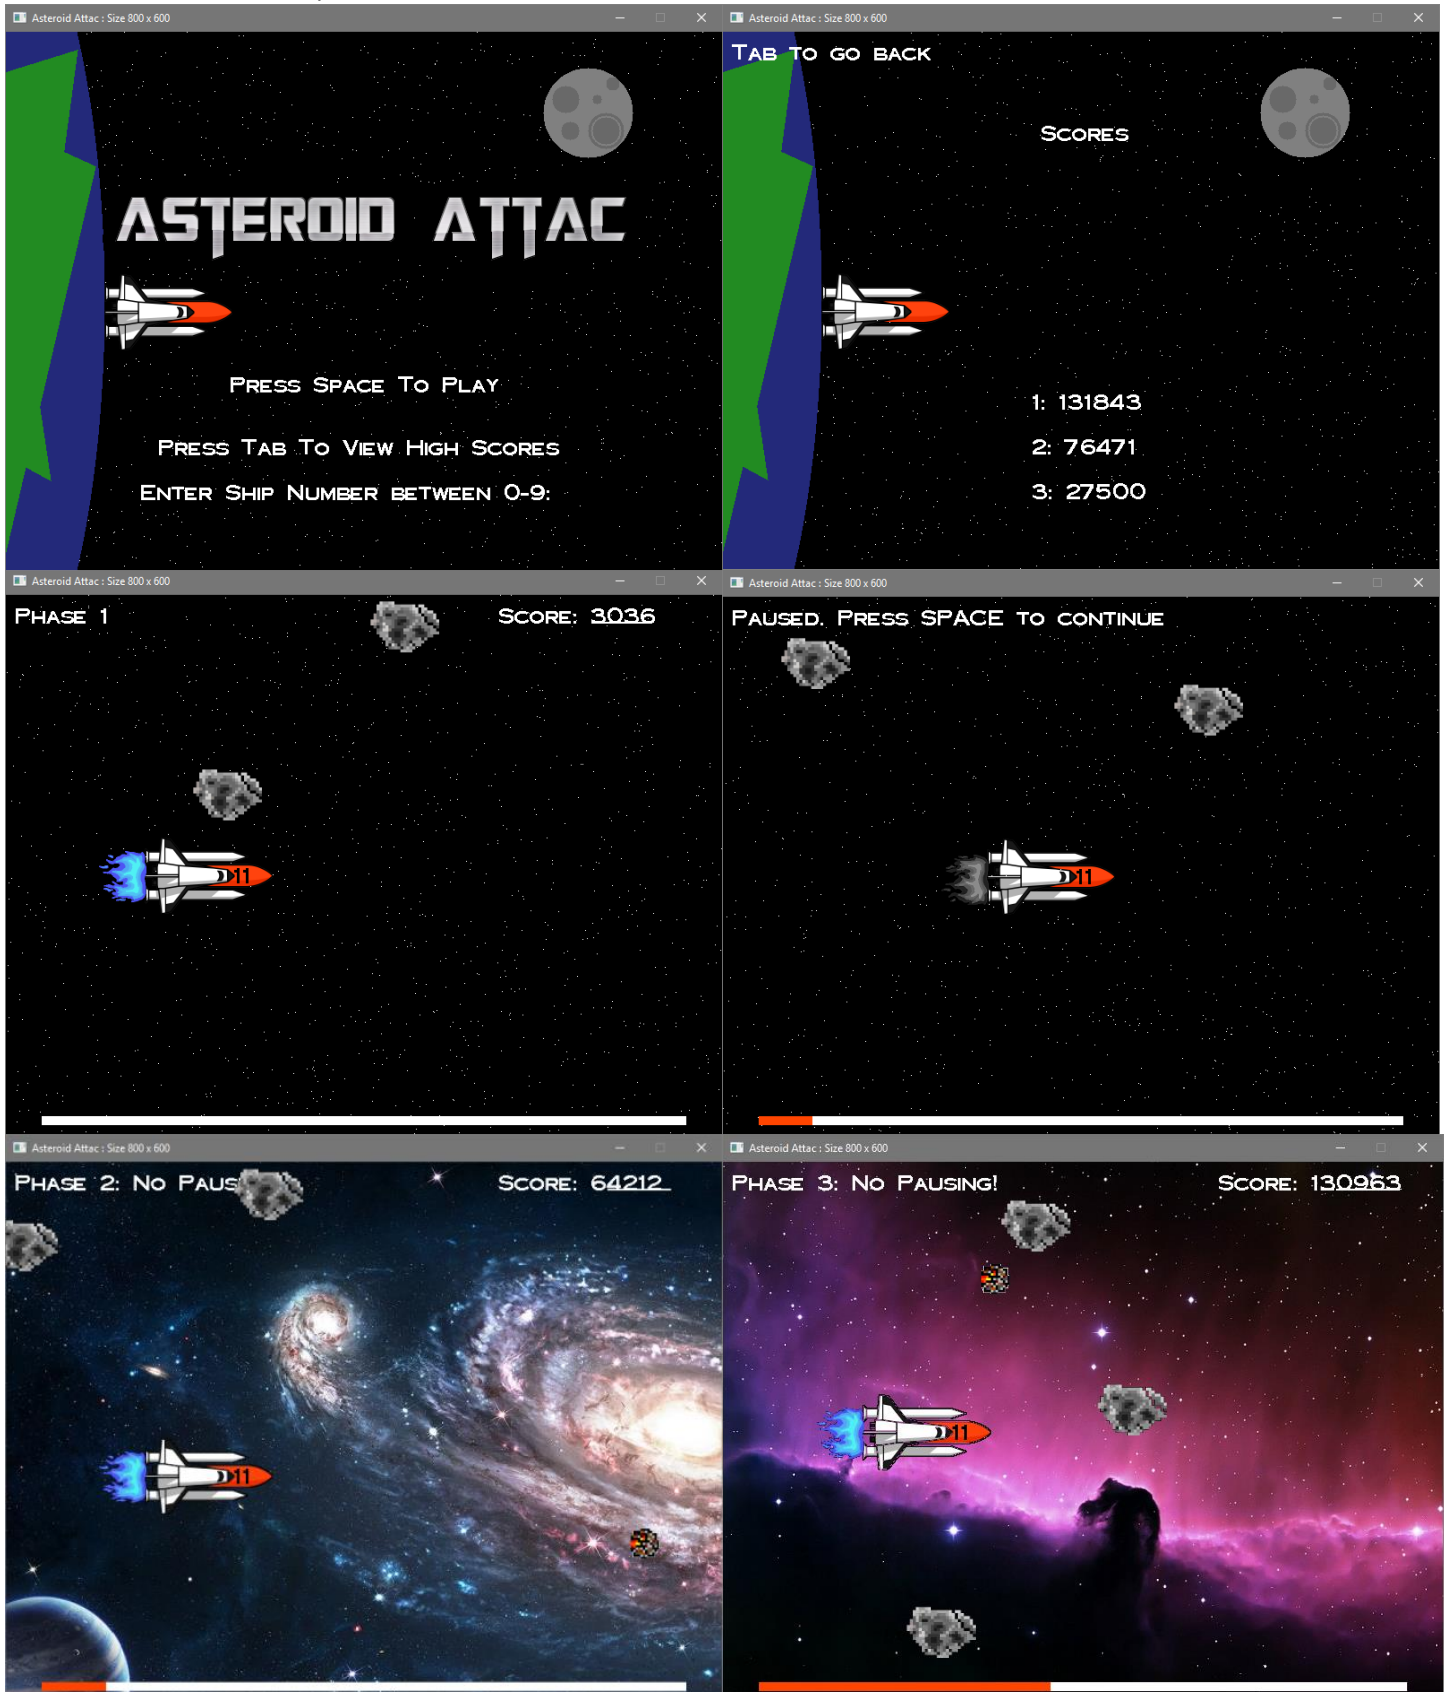 Asteroid Attac : Size 800 x 600
ASTEROID ATTAC
PRESS SPACE TO PLAY
PRESS TAB TO VIEW HIGH SCORES
ENTER SHIP NUMBER BETWEEN 0-9:
Asteroid Attac : Size 800 x 600
TAB TO GO BACK
SCORES
1: 131843
2: 76471
3: 27500
Asteroid Attac : Size 800 x 600
PHASE 1
SCORE: 3036
11
Asteroid Attac : Size 800 x 600
PAUSED. PRESS SPACE TO CONTINUE
11
Asteroid Attac : Size 800 x 600
PHASE 2: NO PAUS
SCORE: 64212
11
Asteroid Attac : Size 800 x 600
PHASE 3: NO PAUSING!
SCORE: 130963
11